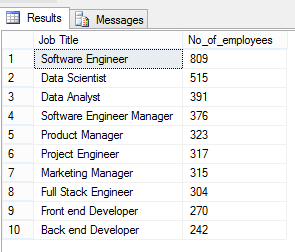 Results Messages
Job Title No_of_employees
1 Software Engineer 809
2 Data Scientist 515
3 Data Analyst 391
4 Software Engineer Manager 376
5 Product Manager 323
6 Project Engineer 317
7 Marketing Manager 315
8 Full Stack Engineer 304
9 Front end Developer 270
10 Back end Developer 242